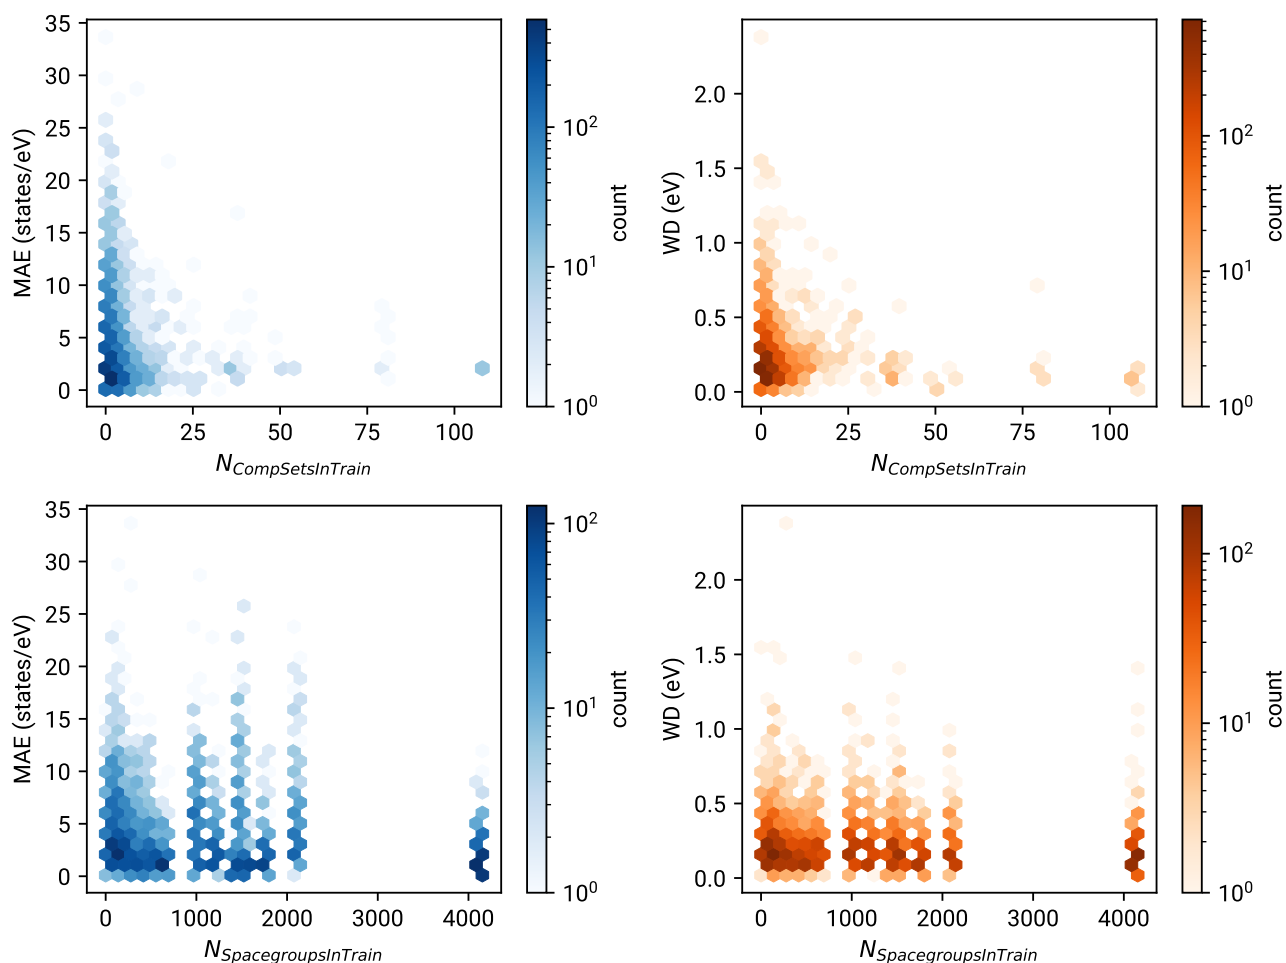 35
30
25
20
15
10
5
0
MAE (states/eV)
0 25 50 75 100
N_CompSetsInTrain
10^2
10^1
10^0
count
2.0
1.5
1.0
0.5
0.0
WD (eV)
0 25 50 75 100
N_CompSetsInTrain
10^2
10^1
10^0
count
35
30
25
20
15
10
5
0
MAE (states/eV)
0 1000 2000 3000 4000
N_SpacegroupsInTrain
10^2
10^1
10^0
count
2.0
1.5
1.0
0.5
0.0
WD (eV)
0 1000 2000 3000 4000
N_SpacegroupsInTrain
10^2
10^1
10^0
count